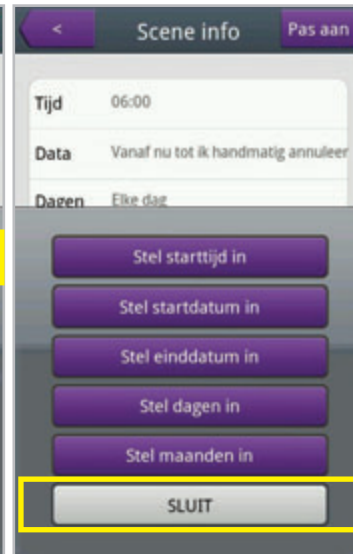 < Scene info Pas aan
Tijd 06:00
Data Vanaf nu tot ik handmatig annuleer
Dagen Elke dag
Stel starttijd in
Stel startdatum in
Stel einddatum in
Stel dagen in
Stel maanden in
SLUIT